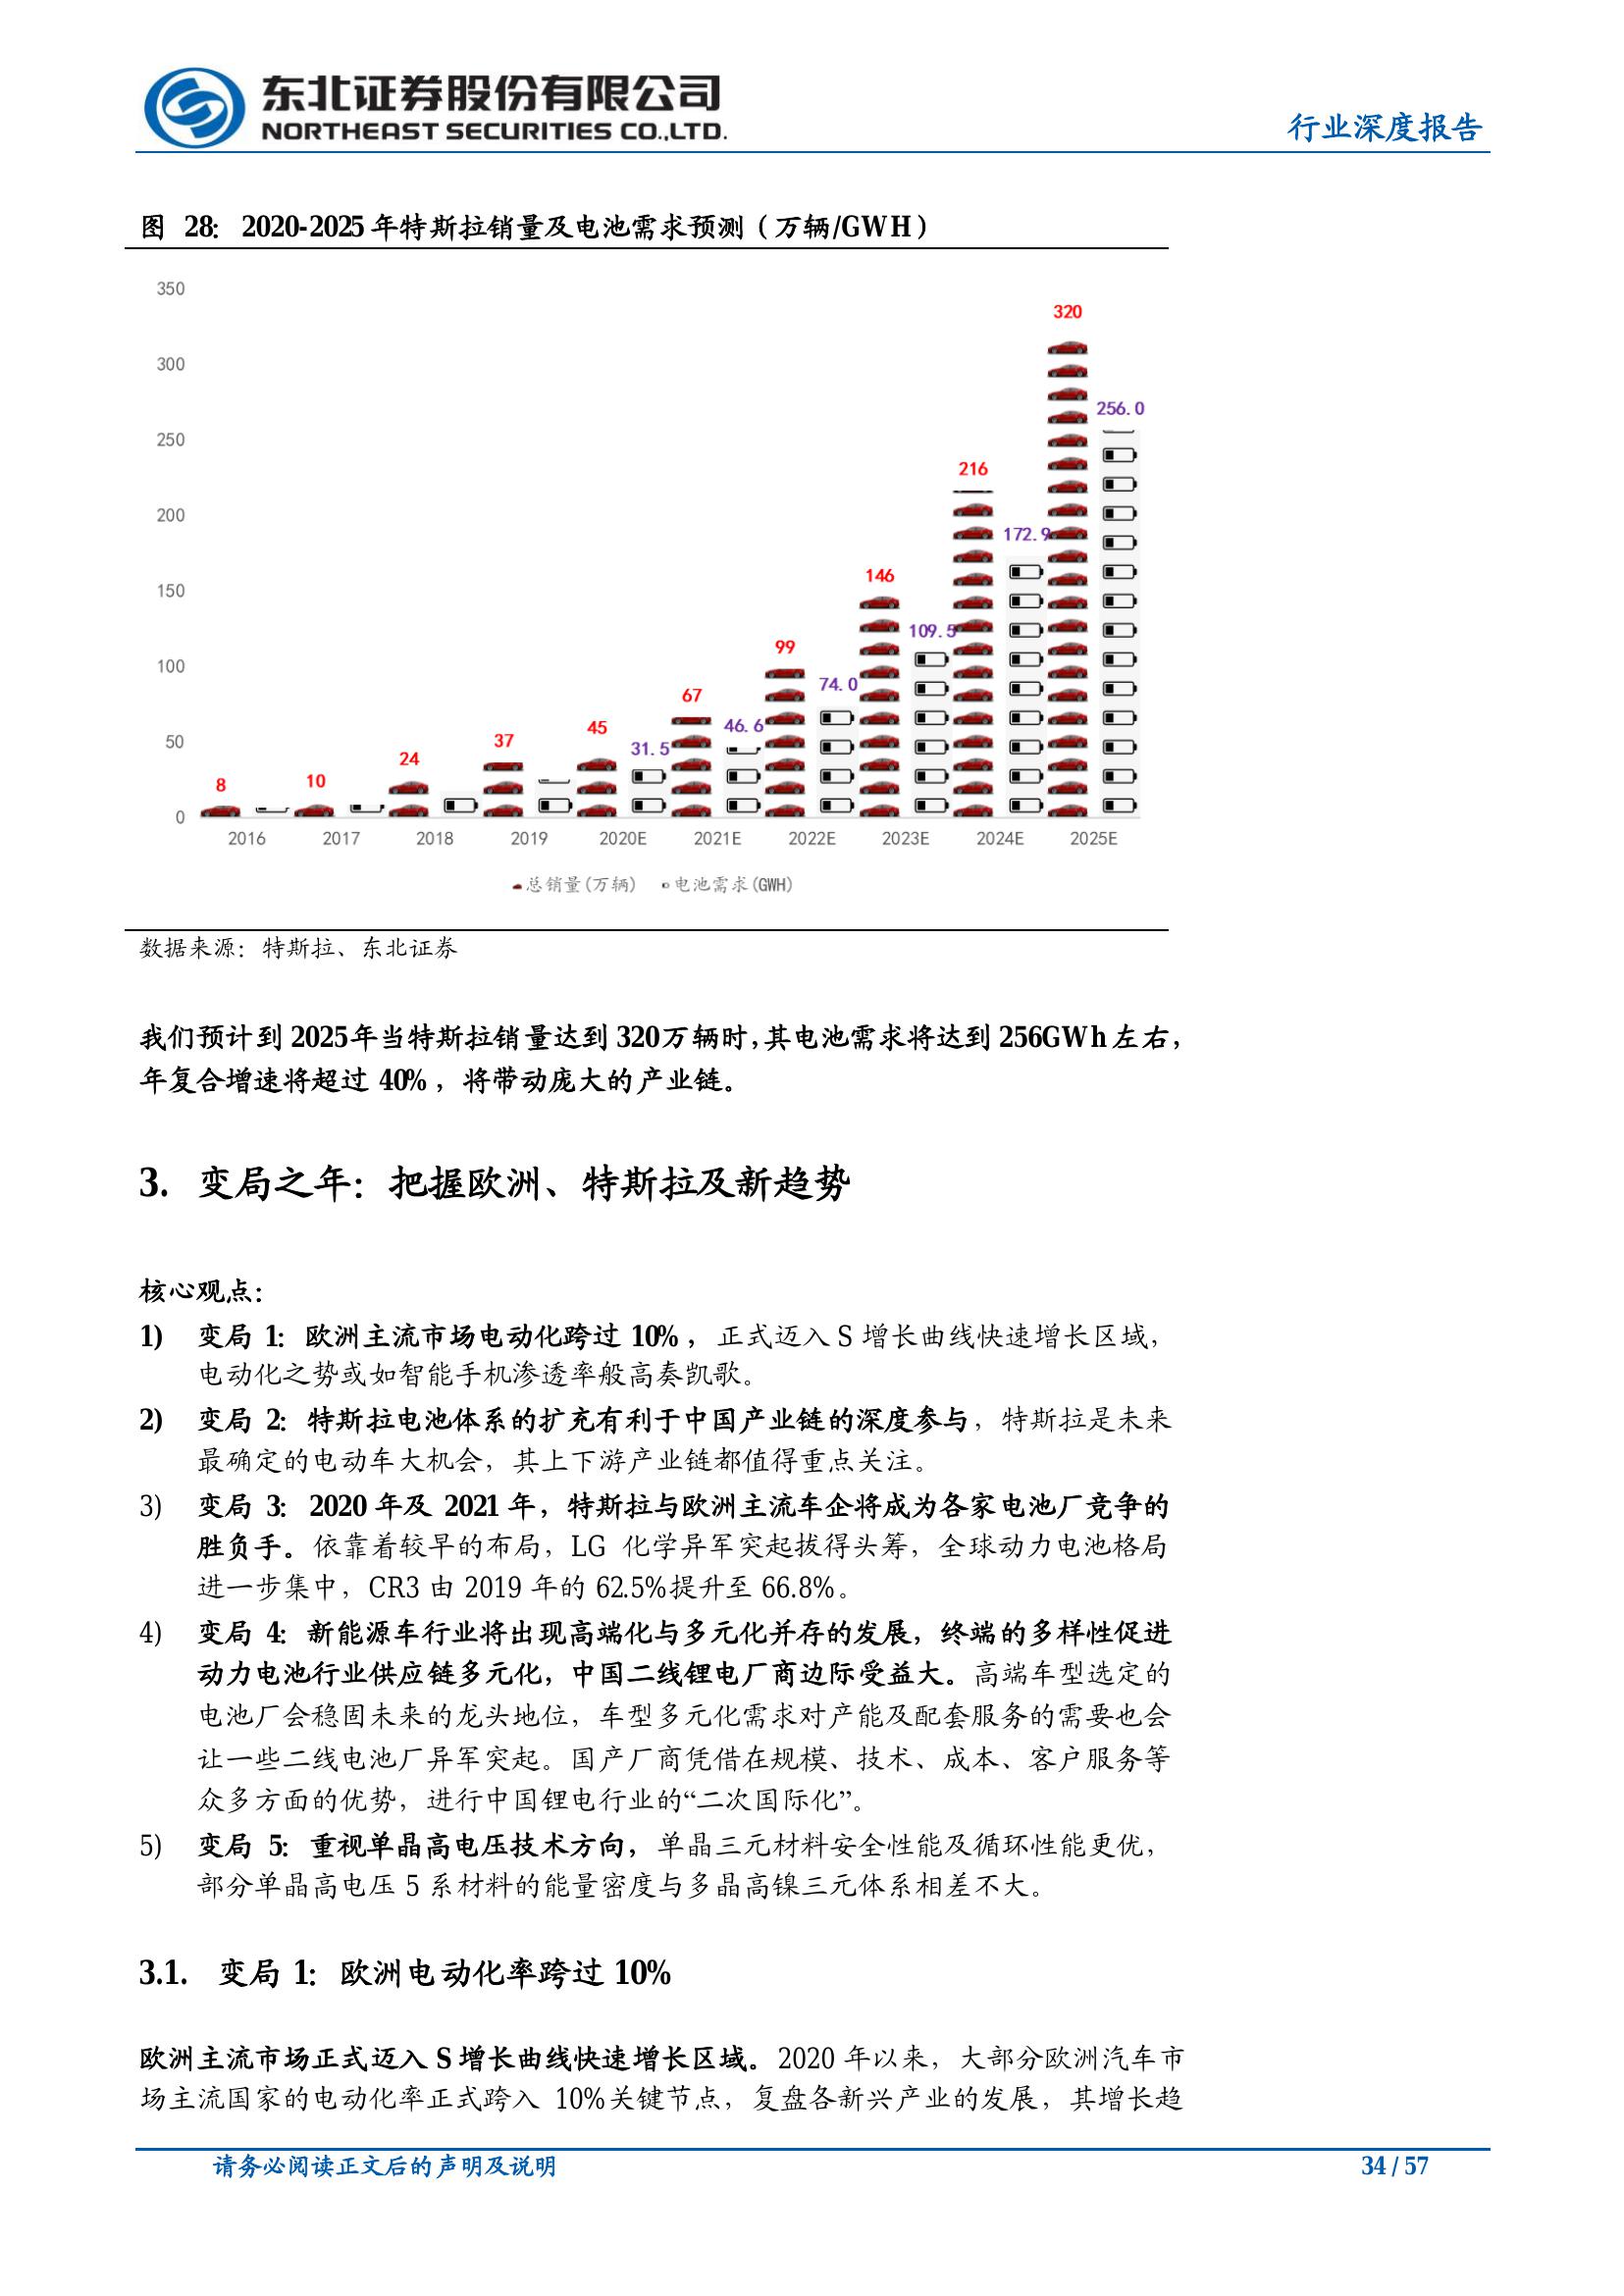 东北证券股份有限公司
NORTHEAST SECURITIES CO.,LTD.
行业深度报告
图 28: 2020-2025 年特斯拉销量及电池需求预测（万辆/GWH）
350
300
250
200
150
100
50
0
8
10
24
37
45
31.5
67
46.6
99
74.0
146
109.5
216
172.9
320
256.0
2016 2017 2018 2019 2020E 2021E 2022E 2023E 2024E 2025E
总销量(万辆) 电池需求(GWH)
数据来源：特斯拉、东北证券
我们预计到 2025年当特斯拉销量达到 320万辆时，其电池需求将达到 256GWh 左右，
年复合增速将超过 40%，将带动庞大的产业链。
3. 变局之年：把握欧洲、特斯拉及新趋势
核心观点：
1) 变局 1：欧洲主流市场电动化跨过 10%，正式迈入 S 增长曲线快速增长区域，
电动化之势或如智能手机渗透率般高奏凯歌。
2) 变局 2：特斯拉电池体系的扩充有利于中国产业链的深度参与，特斯拉是未来
最确定的电动车大机会，其上下游产业链都值得重点关注。
3) 变局 3：2020 年及 2021 年，特斯拉与欧洲主流车企将成为各家电池厂竞争的
胜负手。依靠着较早的布局，LG 化学异军突起拔得头筹，全球动力电池格局
进一步集中，CR3 由 2019 年的 62.5%提升至 66.8%。
4) 变局 4：新能源车行业将出现高端化与多元化并存的发展，终端的多样性促进
动力电池行业供应链多元化，中国二线锂电厂商边际受益大。高端车型选定的
电池厂会稳固未来的龙头地位，车型多元化需求对产能及配套服务的需要也会
让一些二线电池厂异军突起。国产厂商凭借在规模、技术、成本、客户服务等
众多方面的优势，进行中国锂电行业的“二次国际化”。
5) 变局 5：重视单晶高电压技术方向，单晶三元材料安全性能及循环性能更优，
部分单晶高电压 5 系材料的能量密度与多晶高镍三元体系相差不大。
3.1. 变局 1：欧洲电动化率跨过 10%
欧洲主流市场正式迈入 S 增长曲线快速增长区域。2020 年以来，大部分欧洲汽车市
场主流国家的电动化率正式跨入 10%关键节点，复盘各新兴产业的发展，其增长趋
请务必阅读正文后的声明及说明
34 / 57